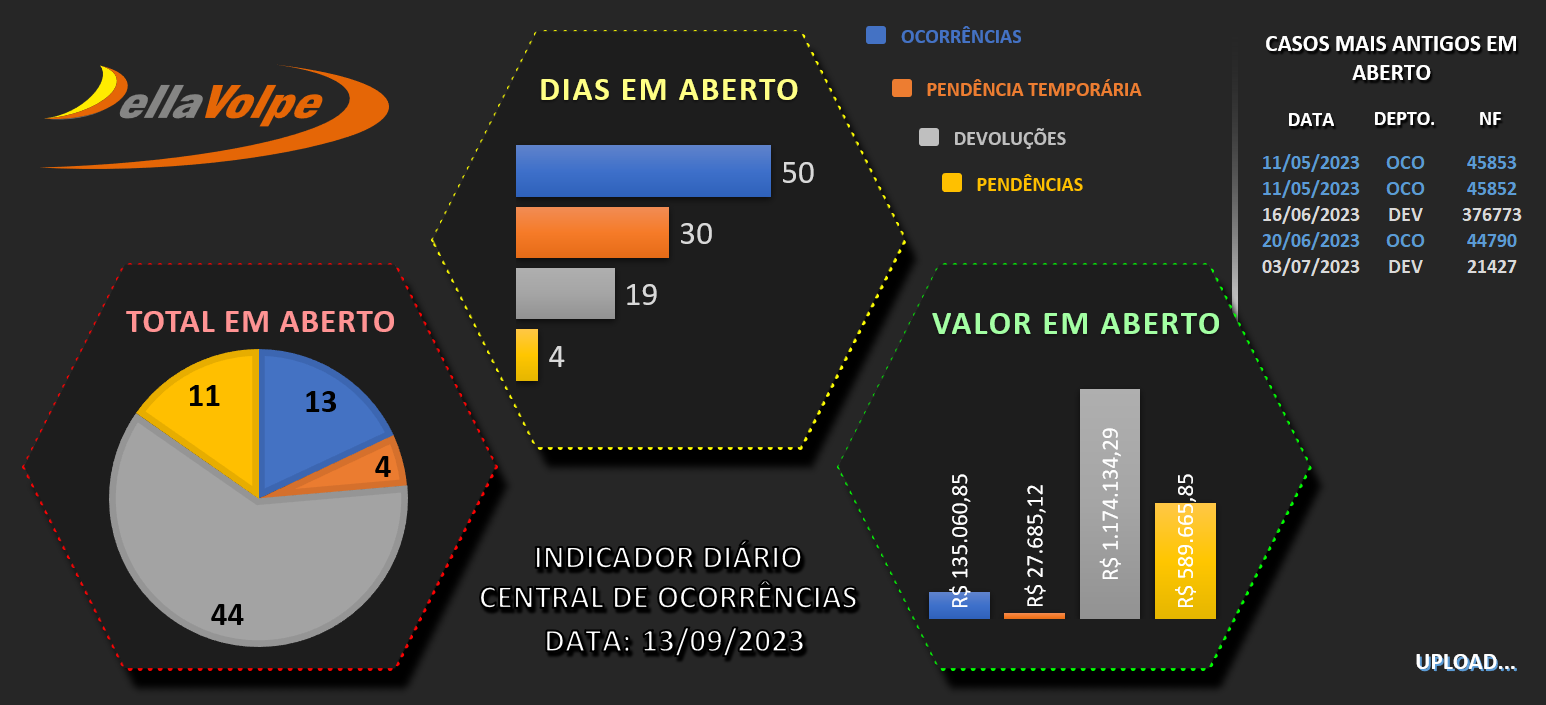 ellaVolpe
DIAS EM ABERTO
50
30
19
4
OCORRÊNCIAS
PENDÊNCIA TEMPORÁRIA
DEVOLUÇÕES
PENDÊNCIAS
CASOS MAIS ANTIGOS EM
ABERTO
DATA DEPTO. NF
11/05/2023 OCO 45853
11/05/2023 OCO 45852
16/06/2023 DEV 376773
20/06/2023 OCO 44790
03/07/2023 DEV 21427
TOTAL EM ABERTO
11
13
4
44
VALOR EM ABERTO
R$ 135.060,85
R$ 27.685,12
R$ 1.174.134,29
R$ 589.665,85
INDICADOR DIÁRIO
CENTRAL DE OCORRÊNCIAS
DATA: 13/09/2023
UPLOAD...